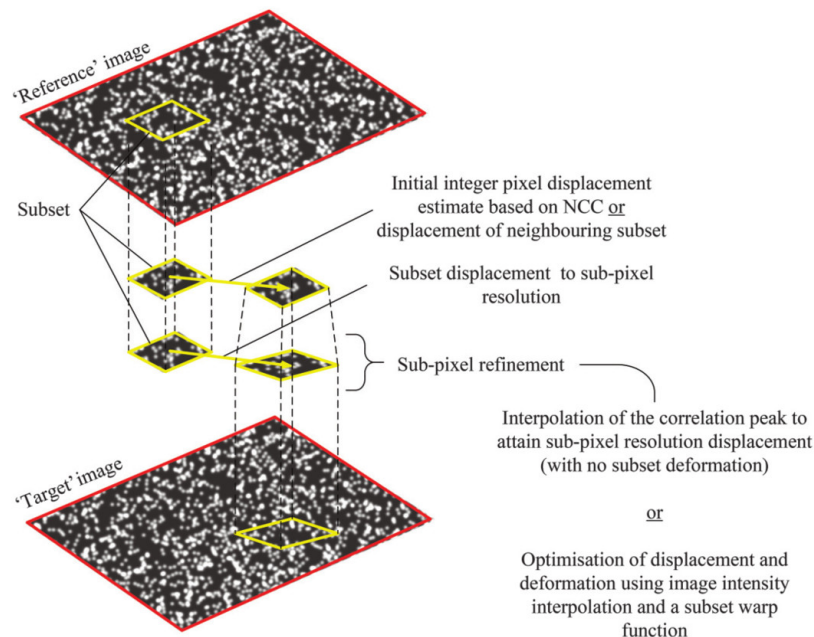 'Reference' image
Initial integer pixel displacement
estimate based on NCC or
displacement of neighbouring subset
Subset
Subset displacement to sub-pixel
resolution
Sub-pixel refinement
Interpolation of the correlation peak to
attain sub-pixel resolution displacement
(with no subset deformation)
'Target' image
or
Optimisation of displacement and
deformation using image intensity
interpolation and a subset warp
function